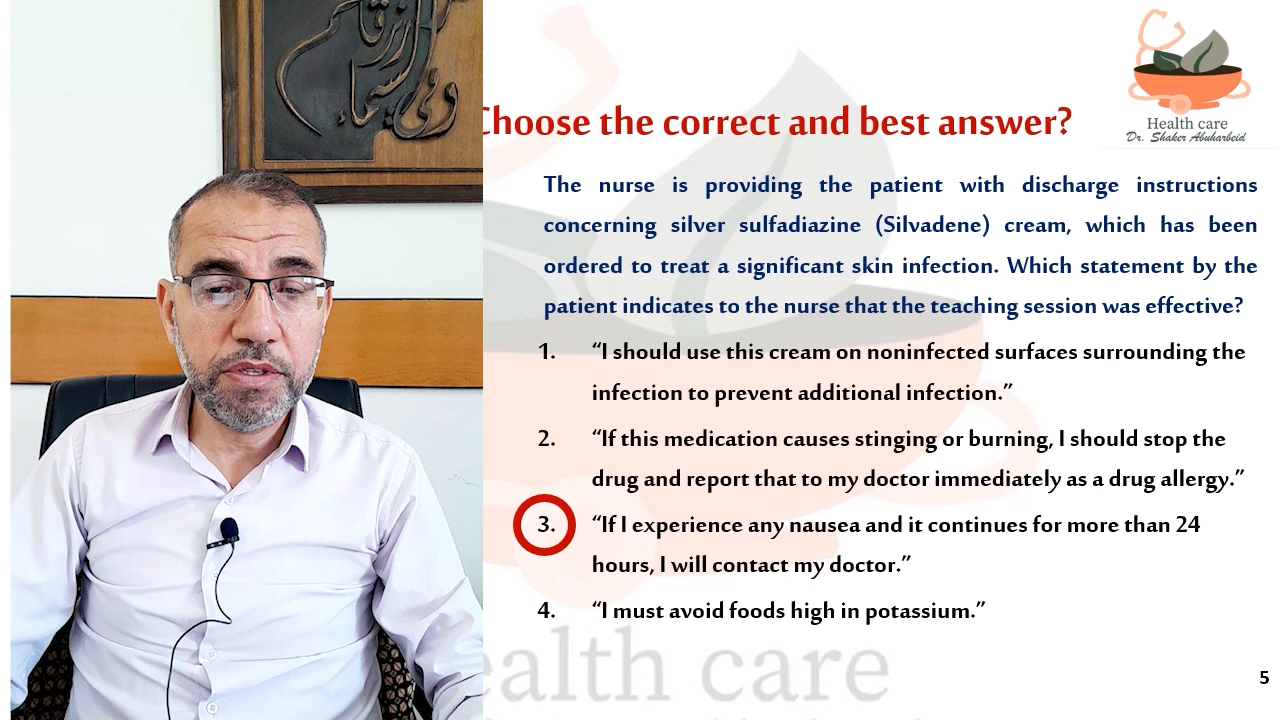 Choose the correct and best answer?
Health care
Dr. Shaker Abuharbeid
The nurse is providing the patient with discharge instructions
concerning silver sulfadiazine (Silvadene) cream, which has been
ordered to treat a significant skin infection. Which statement by the
patient indicates to the nurse that the teaching session was effective?
1. “I should use this cream on noninfected surfaces surrounding the
infection to prevent additional infection.”
2. “If this medication causes stinging or burning, I should stop the
drug and report that to my doctor immediately as a drug allergy.”
3. “If I experience any nausea and it continues for more than 24
hours, I will contact my doctor.”
4. “I must avoid foods high in potassium.”
ealth care
5